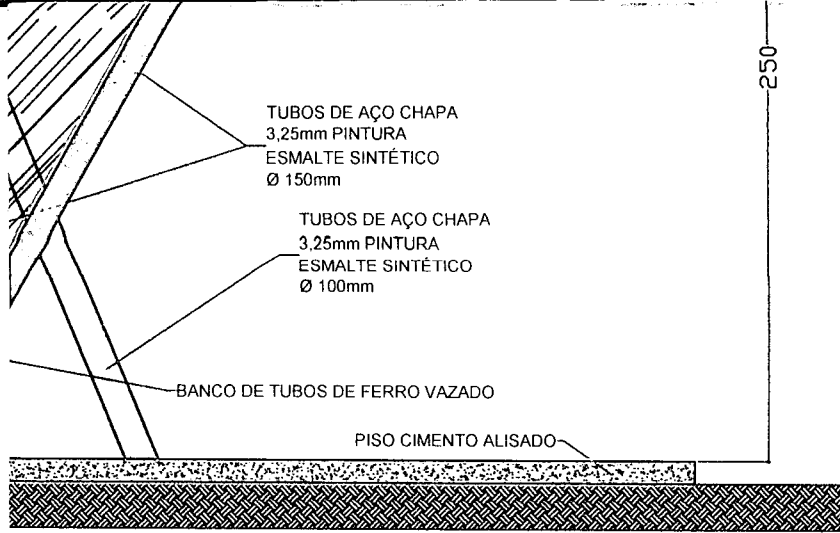 250
TUBOS DE AÇO CHAPA
3,25mm PINTURA
ESMALTE SINTÉTICO
Ø 150mm
TUBOS DE AÇO CHAPA
3,25mm PINTURA
ESMALTE SINTÉTICO
Ø 100mm
BANCO DE TUBOS DE FERRO VAZADO
PISO CIMENTO ALISADO